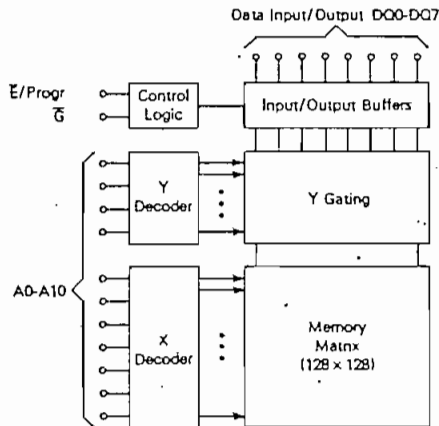 Data Input/Output DQ0-DQ7
E̅/Progr
G̅
Control
Logic
Input/Output Buffers
Y
Decoder
Y Gating
A0-A10
X
Decoder
Memory
Matrix
(128 × 128)